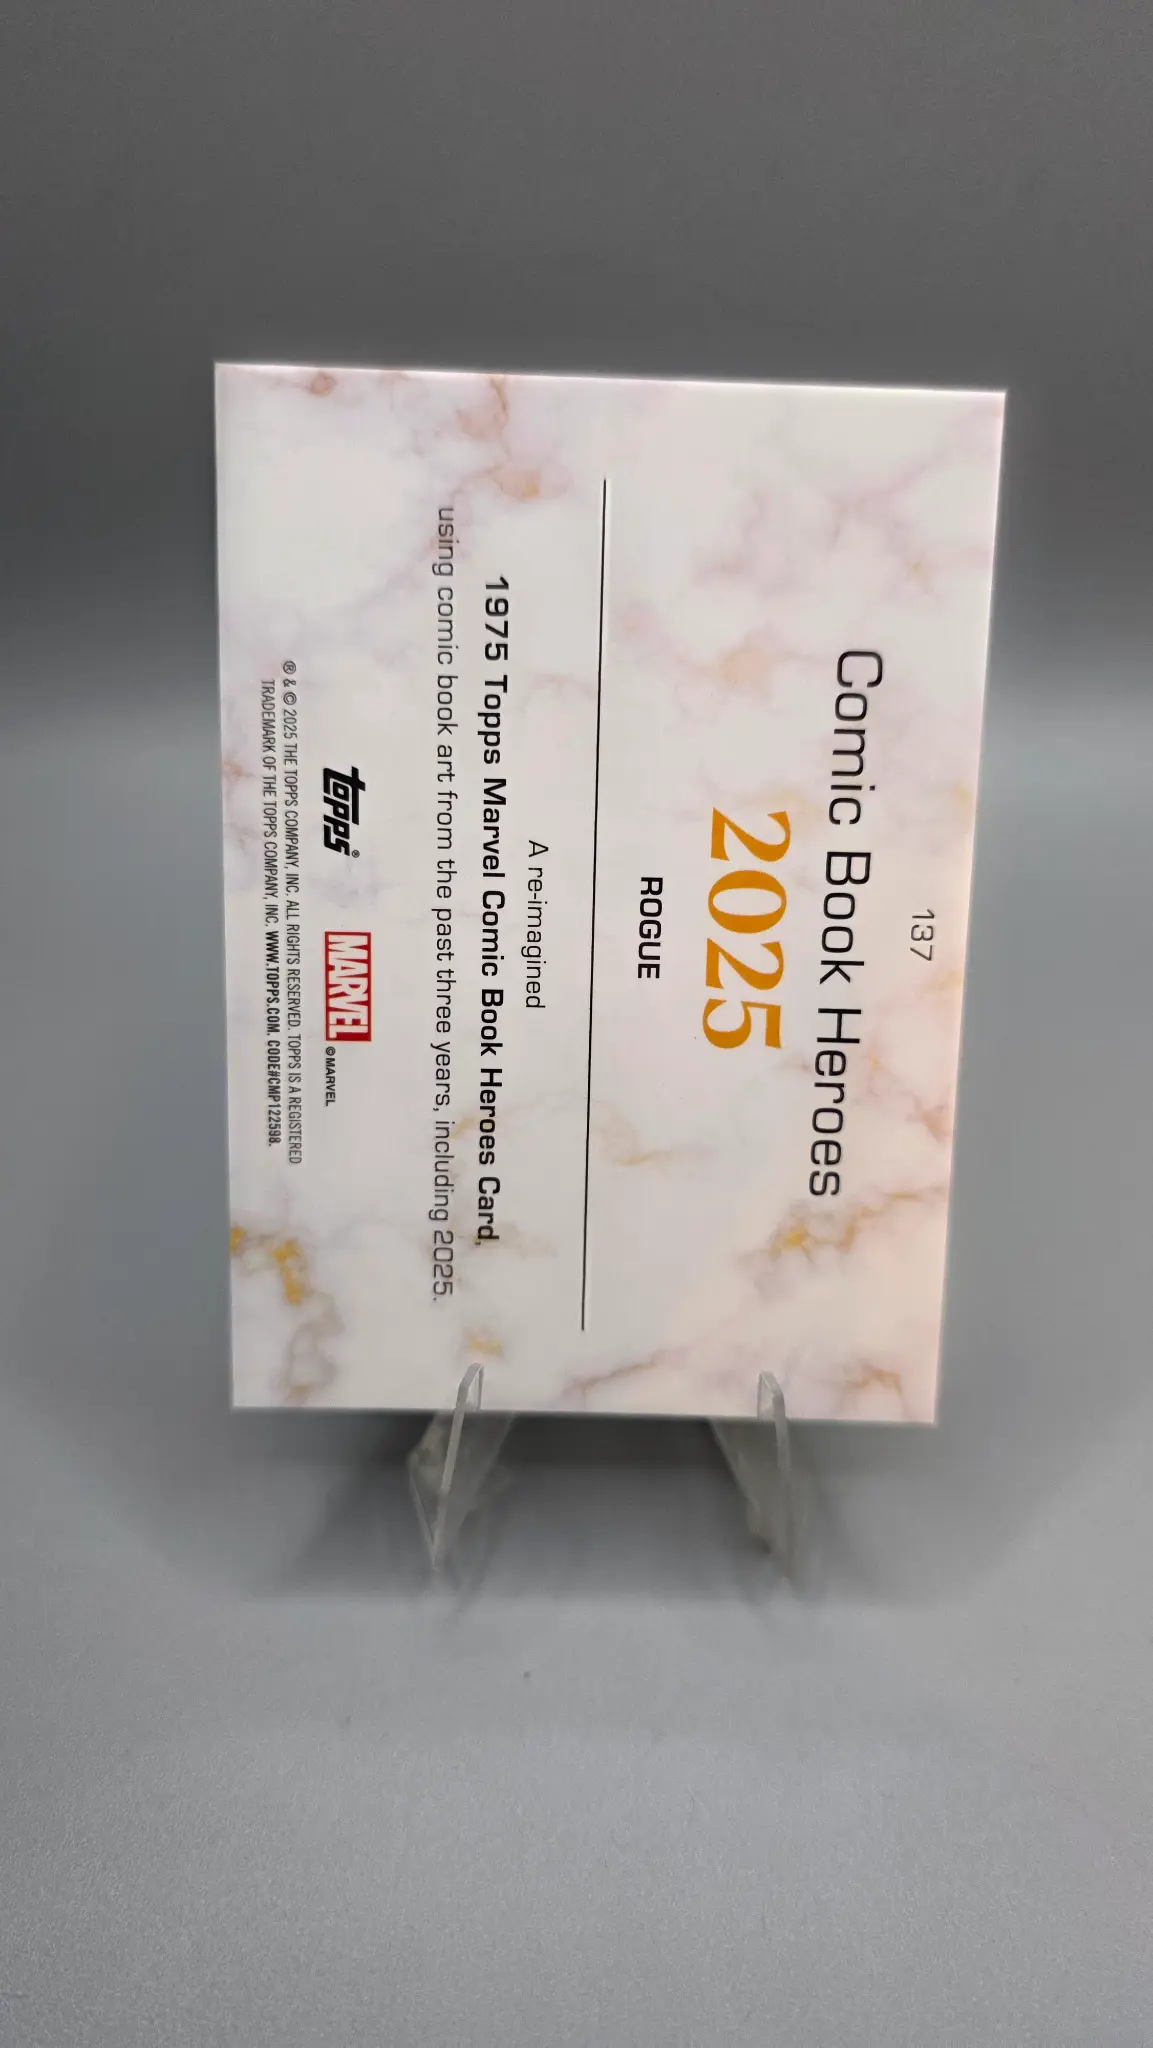 137
Comic Book Heroes
2025
ROGUE
A re-imagined
1975 Topps Marvel Comic Book Heroes Card,
using comic book art from the past three years, including 2025.
topps® MARVEL ©MARVEL
® & © 2025 THE TOPPS COMPANY, INC. ALL RIGHTS RESERVED. TOPPS IS A REGISTERED
TRADEMARK OF THE TOPPS COMPANY, INC. WWW.TOPPS.COM. CODE#CMP122598.